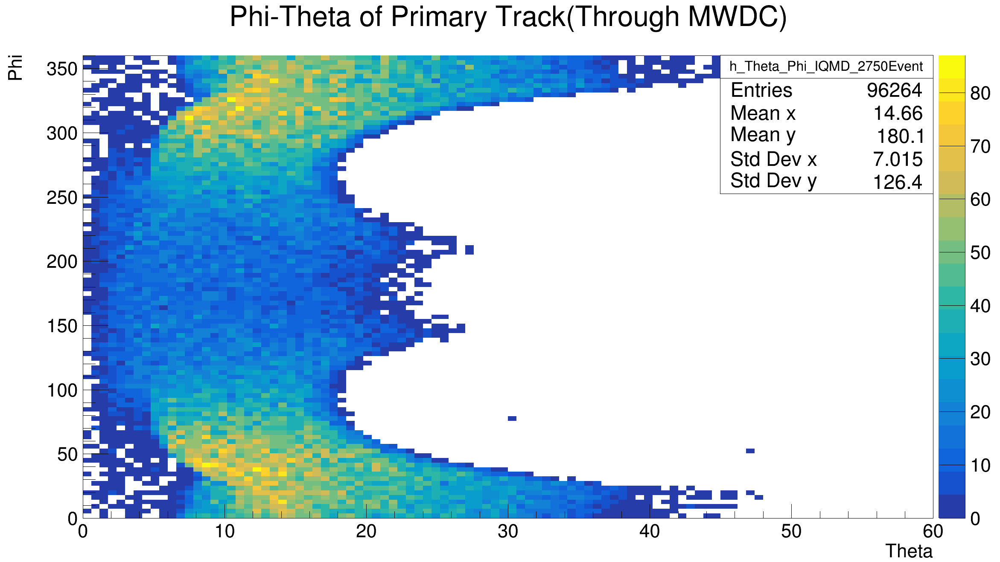 Phi-Theta of Primary Track(Through MWDC)
Phi
h_Theta_Phi_IQMD_2750Event
Entries 96264
Mean x 14.66
Mean y 180.1
Std Dev x 7.015
Std Dev y 126.4
350
300
250
200
150
100
50
0
0 10 20 30 40 50 60
Theta
80
70
60
50
40
30
20
10
0